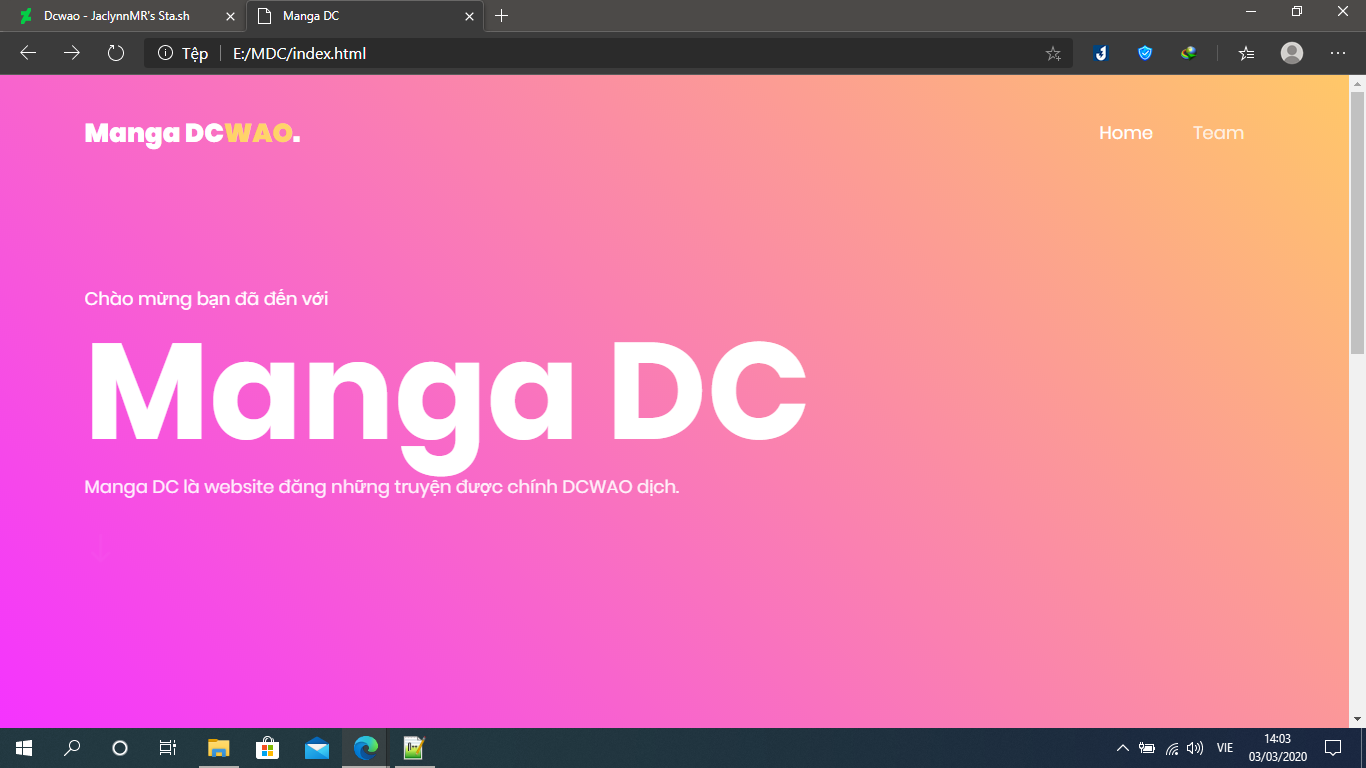 Dcwao - JaclynnMR's Sta.sh
Manga DC
Tệp
E:/MDC/index.html
Manga DCWAO.
Home
Team
Chào mừng bạn đã đến với
Manga DC
Manga DC là website đăng những truyện được chính DCWAO dịch.
VIE
14:03
03/03/2020